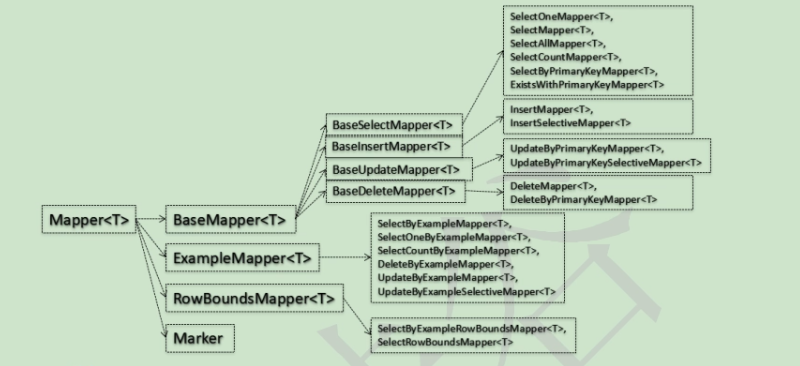 SelectOneMapper<T>,
SelectMapper<T>,
SelectAllMapper<T>,
SelectCountMapper<T>,
SelectByPrimaryKeyMapper<T>,
ExistsWithPrimaryKeyMapper<T>
InsertMapper<T>,
InsertSelectiveMapper<T>
BaseSelectMapper<T>
BaseInsertMapper<T>
BaseUpdateMapper<T>
BaseDeleteMapper<T>
UpdateByPrimaryKeyMapper<T>,
UpdateByPrimaryKeySelectiveMapper<T>
DeleteMapper<T>,
DeleteByPrimaryKeyMapper<T>
Mapper<T>
BaseMapper<T>
ExampleMapper<T>
RowBoundsMapper<T>
Marker
SelectByExampleMapper<T>,
SelectOneByExampleMapper<T>,
SelectCountByExampleMapper<T>,
DeleteByExampleMapper<T>,
UpdateByExampleMapper<T>,
UpdateByExampleSelectiveMapper<T>
SelectByExampleRowBoundsMapper<T>,
SelectRowBoundsMapper<T>